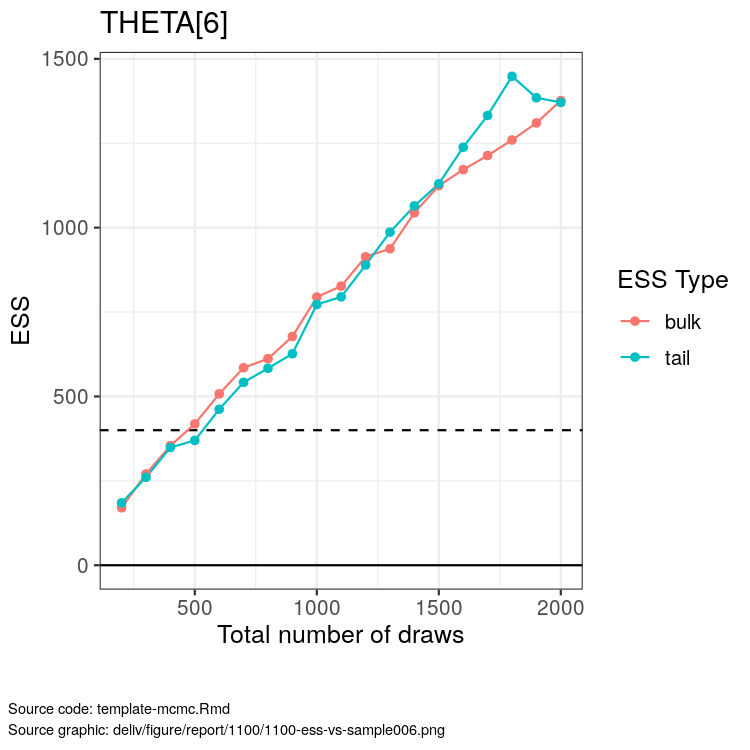 THETA[6]
1500
1000
500
0
ESS
500 1000 1500 2000
Total number of draws
ESS Type
bulk
tail
Source code: template-mcmc.Rmd
Source graphic: deliv/figure/report/1100/1100-ess-vs-sample006.png